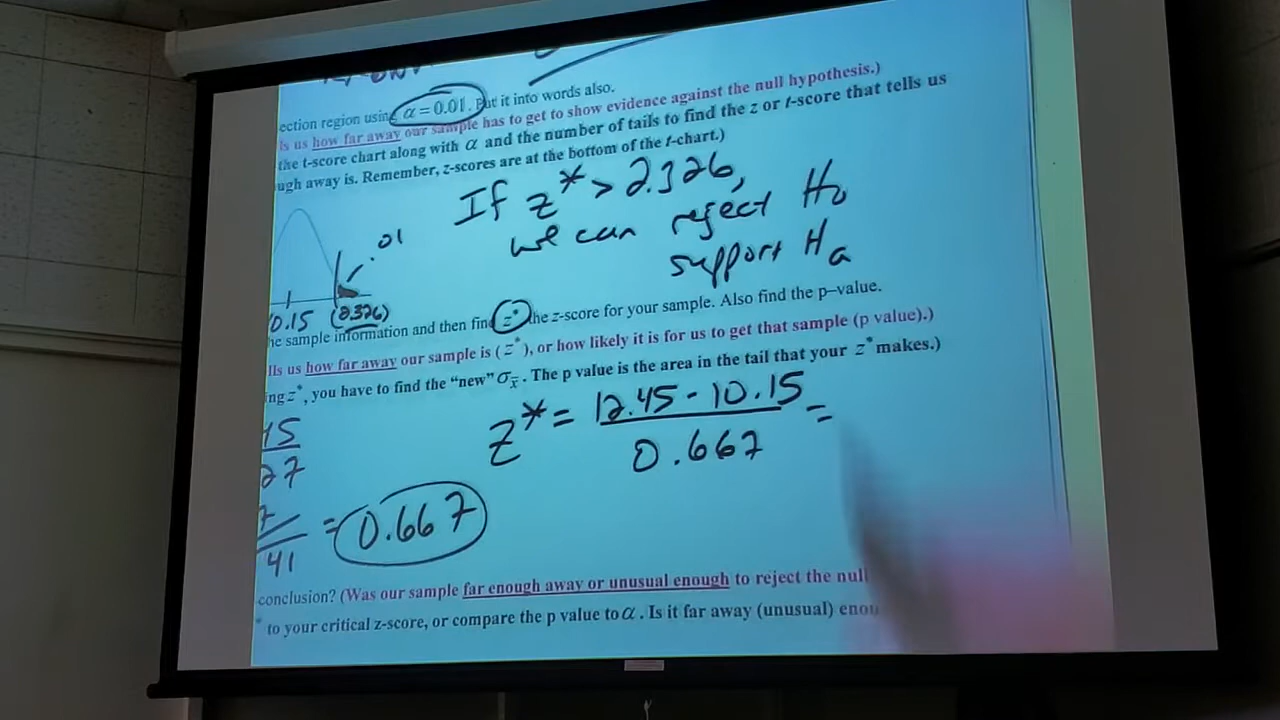 ection region using α = 0.01. Put it into words also.
ls us how far away our sample has to get to show evidence against the null hypothesis.)
the t-score chart along with α and the number of tails to find the z or t-score that tells us
ugh away is. Remember, z-scores are at the bottom of the t-chart.)
If z* > 2.326,
we can reject H₀
support Hₐ
.01
0.15 (2.326)
he sample information and then find z* the z-score for your sample. Also find the p–value.
lls us how far away our sample is (z*), or how likely it is for us to get that sample (p value).)
ng z*, you have to find the “new” σx̄. The p value is the area in the tail that your z* makes.)
z* = 12.45 - 10.15 =
0.667
15
27
7
41
= 0.667
conclusion? (Was our sample far enough away or unusual enough to reject the null
* to your critical z-score, or compare the p value to α. Is it far away (unusual) enou